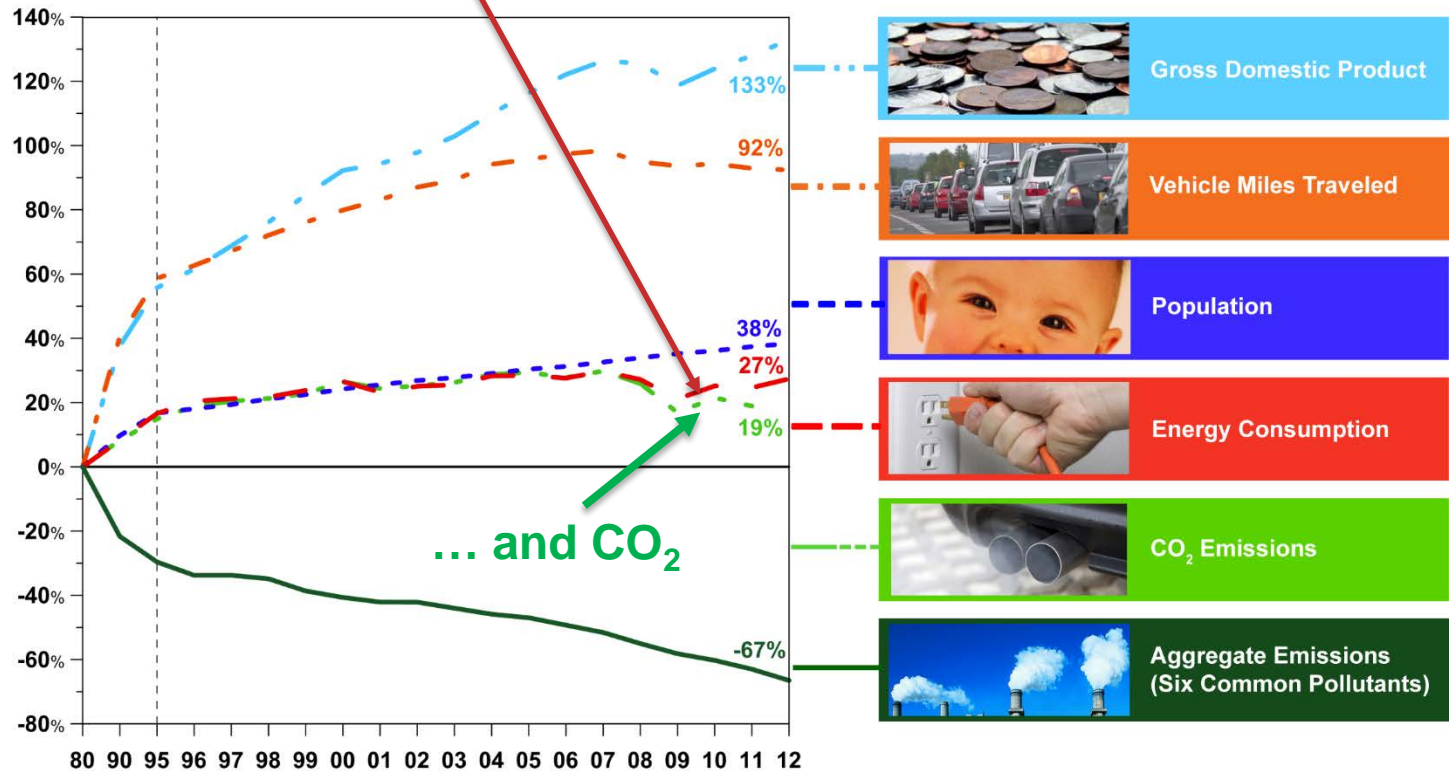 140%
120%
100%
80%
60%
40%
20%
0%
-20%
-40%
-60%
-80%
80 90 95 96 97 98 99 00 01 02 03 04 05 06 07 08 09 10 11 12
133%
92%
38%
27%
19%
-67%
... and CO₂
Gross Domestic Product
Vehicle Miles Traveled
Population
Energy Consumption
CO₂ Emissions
Aggregate Emissions
(Six Common Pollutants)